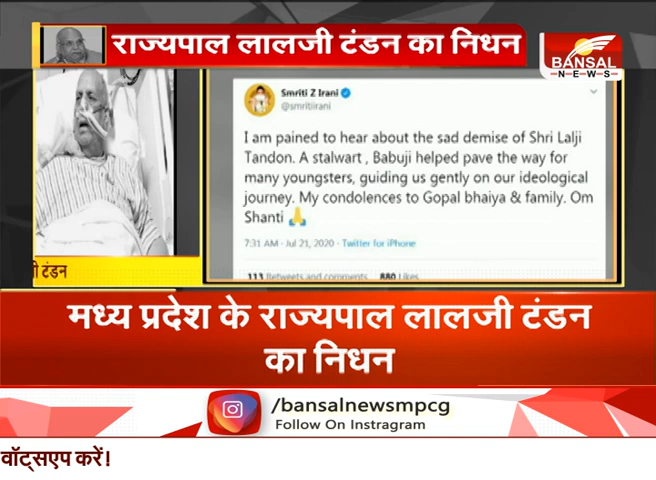 राज्यपाल लालजी टंडन का निधन
BANSAL
NEWS
Smriti Z Irani
@smritiirani
I am pained to hear about the sad demise of Shri Lalji
Tandon. A stalwart , Babuji helped pave the way for
many youngsters, guiding us gently on our ideological
journey. My condolences to Gopal bhaiya & family. Om
Shanti 🙏
7:31 AM · Jul 21, 2020 · Twitter for iPhone
113 Retweets and comments 880 Likes
टंडन
मध्य प्रदेश के राज्यपाल लालजी टंडन
का निधन
/bansalnewsmpcg
Follow On Instragram
वॉट्सएप करें!